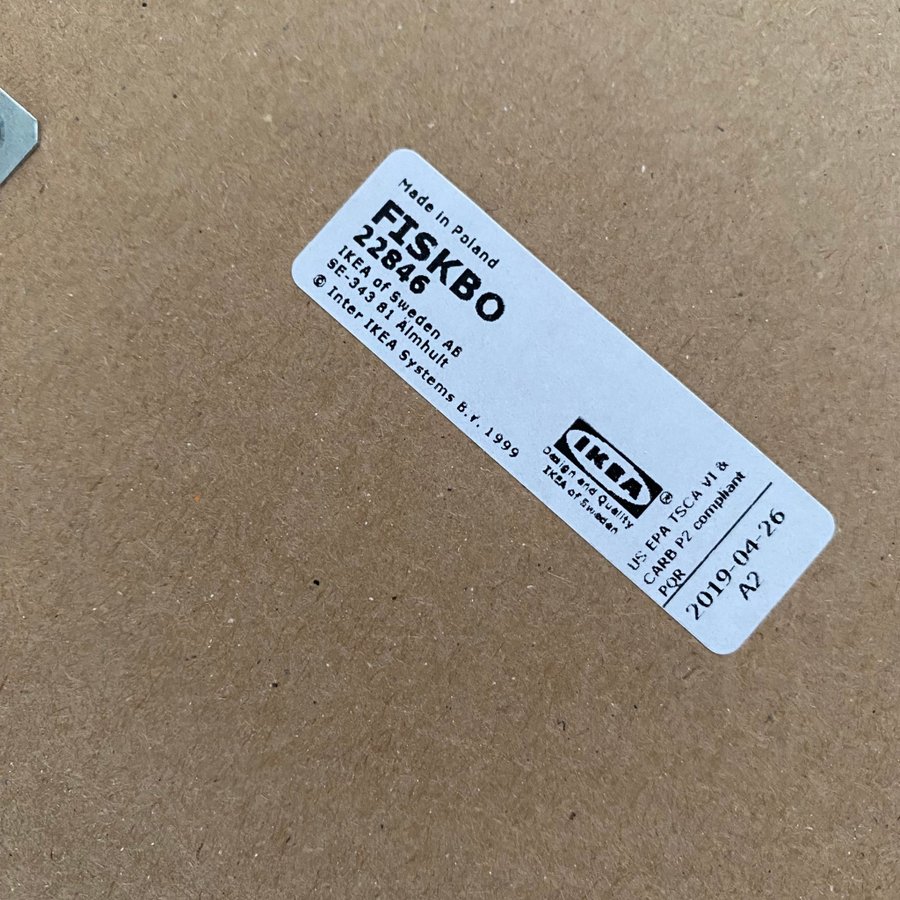 Made in Poland
FISKBO
22846
IKEA of Sweden AB
SE-343 81 Älmhult
© Inter IKEA Systems B.V. 1999
IKEA®
Design and Quality
IKEA of Sweden
US EPA TSCA VI &
CARB P2 compliant
PQR
2019-04-26
A2